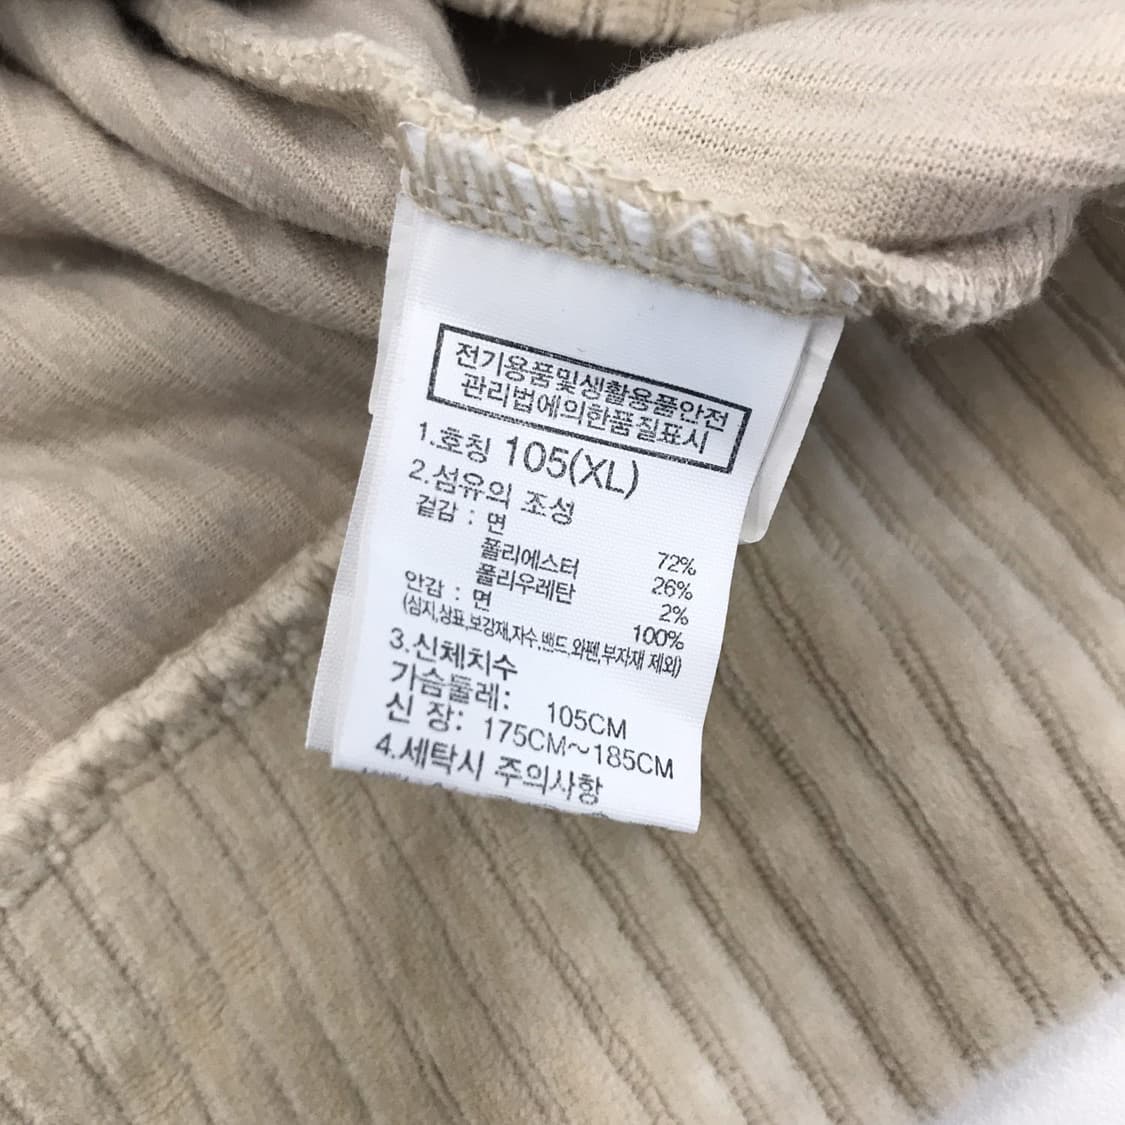 전기용품및생활용품안전
관리법에의한품질표시
1.호칭 105(XL)
2.섬유의 조성
겉감 : 면 72%
폴리에스터 26%
폴리우레탄 2%
안감 : 면 100%
(심지,상표,보강재,자수,밴드,와펜,부자재 제외)
3.신체치수
가슴둘레: 105CM
신 장: 175CM~185CM
4.세탁시 주의사항